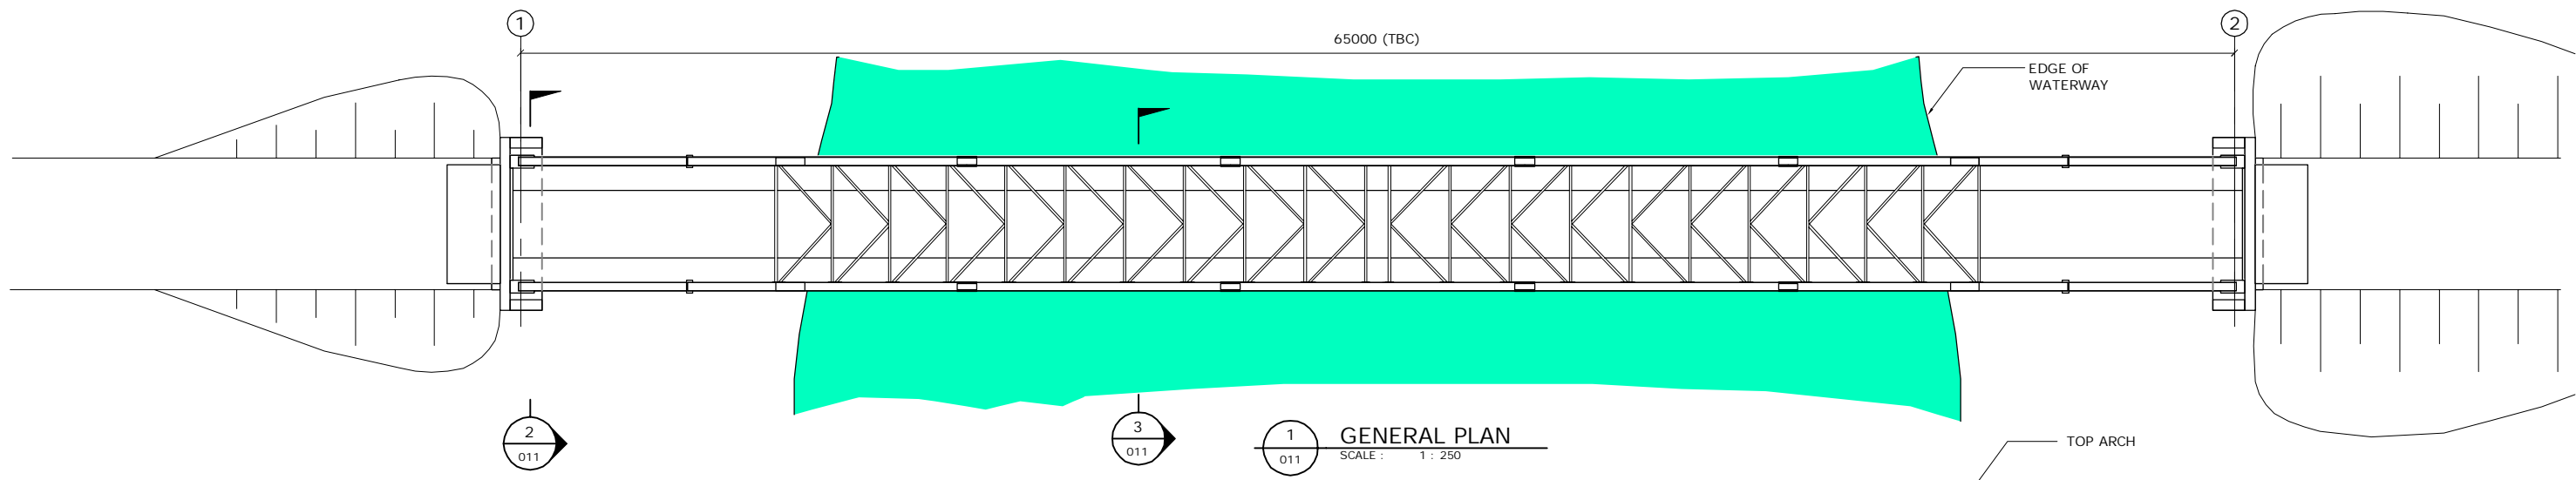 1
2
65000 (TBC)
EDGE OF
WATERWAY
2
011
3
011
1
011
GENERAL PLAN
SCALE : 1 : 250
TOP ARCH